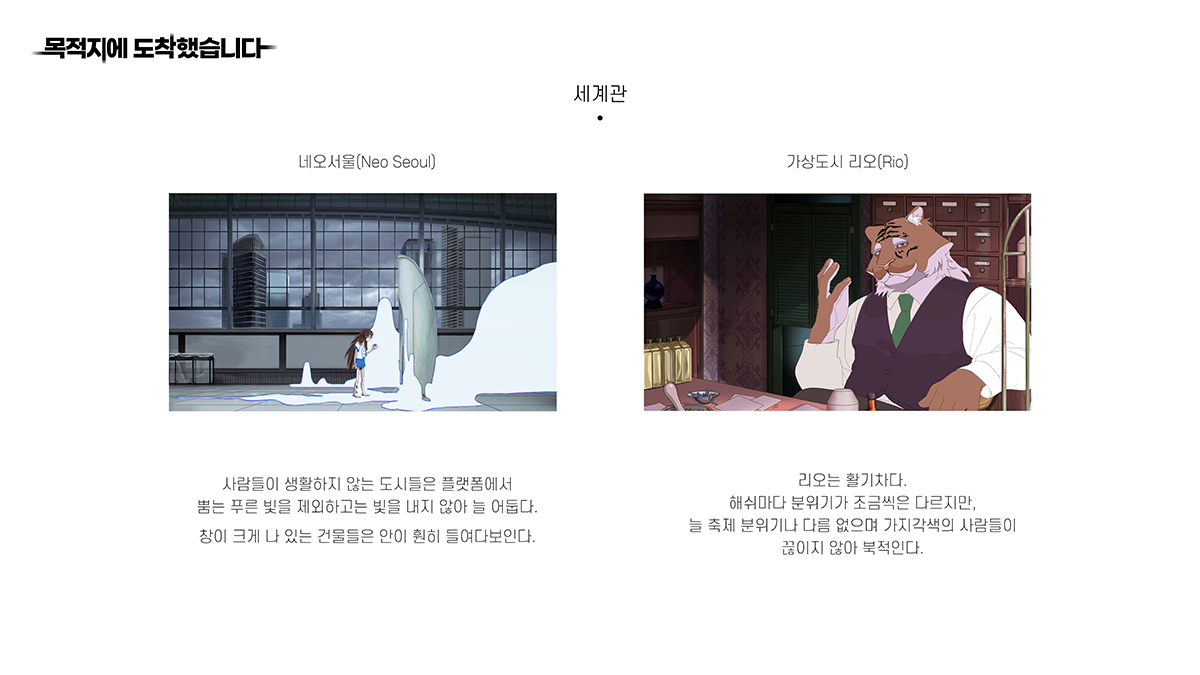 목적지에 도착했습니다
세계관
네오서울(Neo Seoul)
가상도시 리오(Rio)
사람들이 생활하지 않는 도시들은 플랫폼에서
뿜는 푸른 빛을 제외하고는 빛을 내지 않아 늘 어둡다.
창이 크게 나 있는 건물들은 안이 훤히 들여다보인다.
리오는 활기차다.
해쉬마다 분위기가 조금씩은 다르지만,
늘 축제 분위기나 다름 없으며 가지각색의 사람들이
끊이지 않아 북적인다.